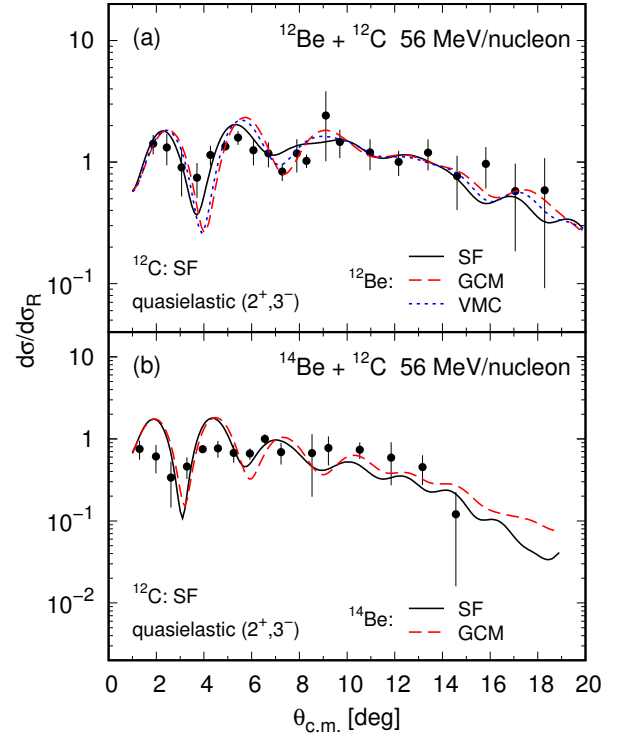 (a) ¹²Be + ¹²C 56 MeV/nucleon
10
1
10⁻¹
¹²C: SF
quasielastic (2⁺,3⁻)
¹²Be:
SF
GCM
VMC
dσ/dσ_R
(b) ¹⁴Be + ¹²C 56 MeV/nucleon
10
1
10⁻¹
10⁻²
¹²C: SF
quasielastic (2⁺,3⁻)
¹⁴Be:
SF
GCM
0 2 4 6 8 10 12 14 16 18 20
θ_c.m. [deg]